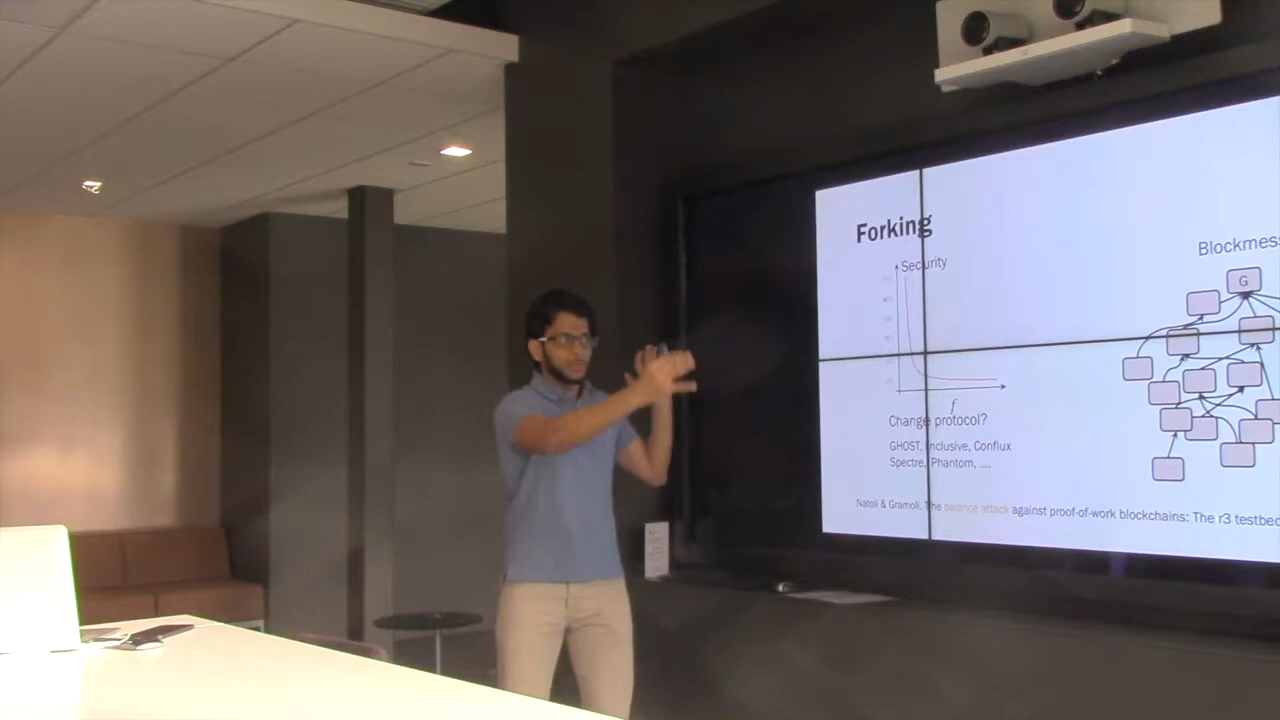 Forking
Security
f
Change protocol?
GHOST, Inclusive, Conflux
Spectre, Phantom, ....
Natoli & Gramoli. The balance attack against proof-of-work blockchains: The r3 testbed
Blockmess
G